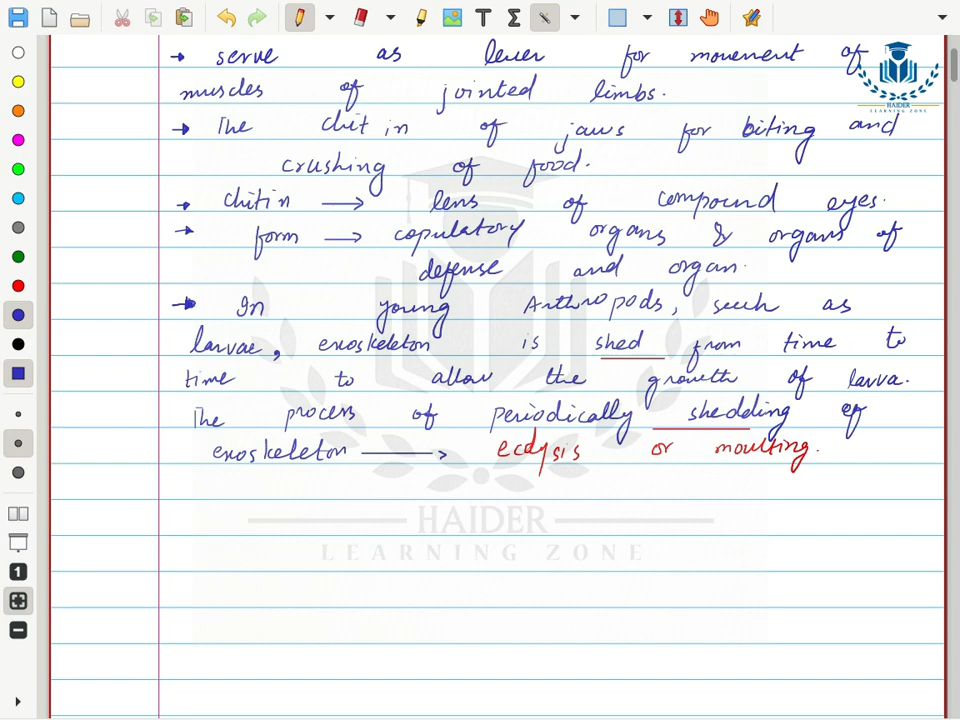 → serve as lever for movement of
muscles of jointed limbs.
→ The chitin of jaws for biting and
crushing of food.
→ chitin → lens of compound eyes.
→ form → copulatory organs & organs of
defense and organ.
→ In young Arthropods, such as
larvae, exoskeleton is shed from time to
time to allow the growth of larva.
The process of periodically shedding of
exoskeleton → ecdysis or moulting.
HAIDER
LEARNING ZONE
HAIDER
LEARNING ZONE